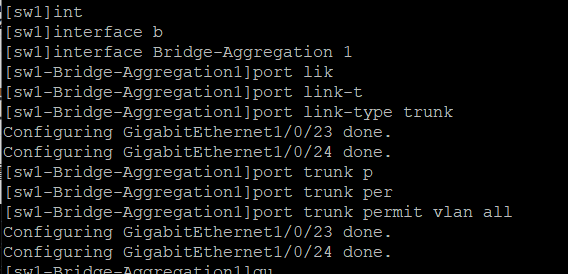 [sw1]int
[sw1]interface b
[sw1]interface Bridge-Aggregation 1
[sw1-Bridge-Aggregation1]port lik
[sw1-Bridge-Aggregation1]port link-t
[sw1-Bridge-Aggregation1]port link-type trunk
Configuring GigabitEthernet1/0/23 done.
Configuring GigabitEthernet1/0/24 done.
[sw1-Bridge-Aggregation1]port trunk p
[sw1-Bridge-Aggregation1]port trunk per
[sw1-Bridge-Aggregation1]port trunk permit vlan all
Configuring GigabitEthernet1/0/23 done.
Configuring GigabitEthernet1/0/24 done.
[sw1-Bridge-Aggregation1]qu